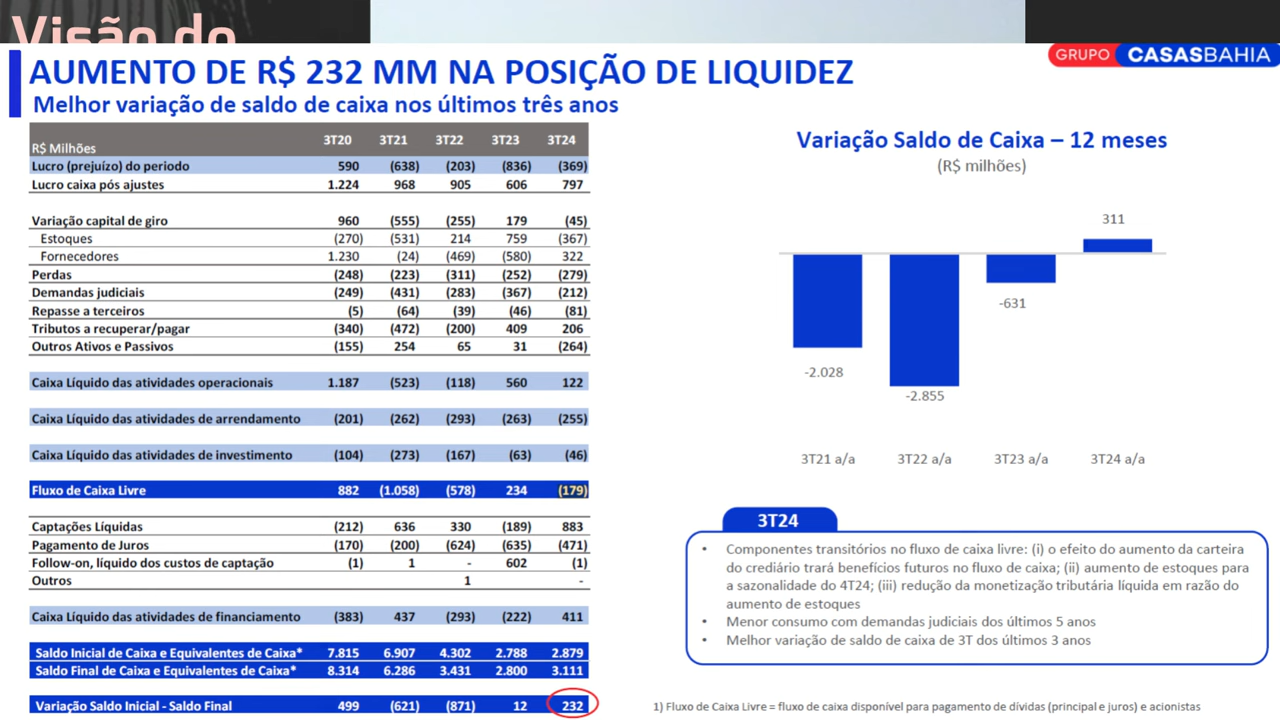 Visão do
GRUPO CASASBAHIA
AUMENTO DE R$ 232 MM NA POSIÇÃO DE LIQUIDEZ
Melhor variação de saldo de caixa nos últimos três anos
R$ Milhões 3T20 3T21 3T22 3T23 3T24
Lucro (prejuízo) do periodo 590 (638) (203) (836) (369)
Lucro caixa pós ajustes 1.224 968 905 606 797
Variação capital de giro 960 (555) (255) 179 (45)
Estoques (270) (531) 214 759 (367)
Fornecedores 1.230 (24) (469) (580) 322
Perdas (248) (223) (311) (252) (279)
Demandas judiciais (249) (431) (283) (367) (212)
Repasse a terceiros (5) (64) (39) (46) (81)
Tributos a recuperar/pagar (340) (472) (200) 409 206
Outros Ativos e Passivos (155) 254 65 31 (264)
Caixa Líquido das atividades operacionais 1.187 (523) (118) 560 122
Caixa Líquido das atividades de arrendamento (201) (262) (293) (263) (255)
Caixa Líquido das atividades de investimento (104) (273) (167) (63) (46)
Fluxo de Caixa Livre 882 (1.058) (578) 234 (179)
Captações Líquidas (212) 636 330 (189) 883
Pagamento de Juros (170) (200) (624) (635) (471)
Follow-on, líquido dos custos de captação (1) 1 - 602 (1)
Outros 1 -
Caixa Líquido das atividades de financiamento (383) 437 (293) (222) 411
Saldo Inicial de Caixa e Equivalentes de Caixa* 7.815 6.907 4.302 2.788 2.879
Saldo Final de Caixa e Equivalentes de Caixa* 8.314 6.286 3.431 2.800 3.111
Variação Saldo Inicial - Saldo Final 499 (621) (871) 12 232
Variação Saldo de Caixa – 12 meses
(R$ milhões)
311
-631
-2.028
-2.855
3T21 a/a 3T22 a/a 3T23 a/a 3T24 a/a
3T24
• Componentes transitórios no fluxo de caixa livre: (i) o efeito do aumento da carteira
do crediário trará benefícios futuros no fluxo de caixa; (ii) aumento de estoques para
a sazonalidade do 4T24; (iii) redução da monetização tributária líquida em razão do
aumento de estoques
• Menor consumo com demandas judiciais dos últimos 5 anos
• Melhor variação de saldo de caixa de 3T dos últimos 3 anos
1) Fluxo de Caixa Livre = fluxo de caixa disponível para pagamento de dívidas (principal e juros) e acionistas